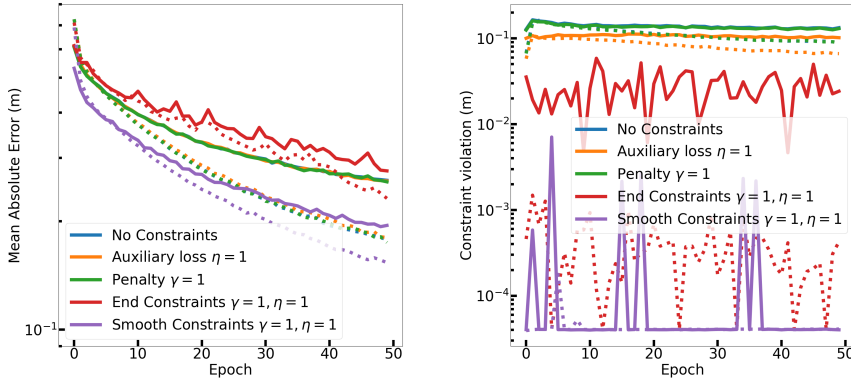 Mean Absolute Error (m)
10⁻¹
0 10 20 30 40 50
Epoch
No Constraints
Auxiliary loss η = 1
Penalty γ = 1
End Constraints γ = 1, η = 1
Smooth Constraints γ = 1, η = 1
Constraint violation (m)
10⁻¹
10⁻²
10⁻³
10⁻⁴
0 10 20 30 40 50
Epoch
No Constraints
Auxiliary loss η = 1
Penalty γ = 1
End Constraints γ = 1, η = 1
Smooth Constraints γ = 1, η = 1